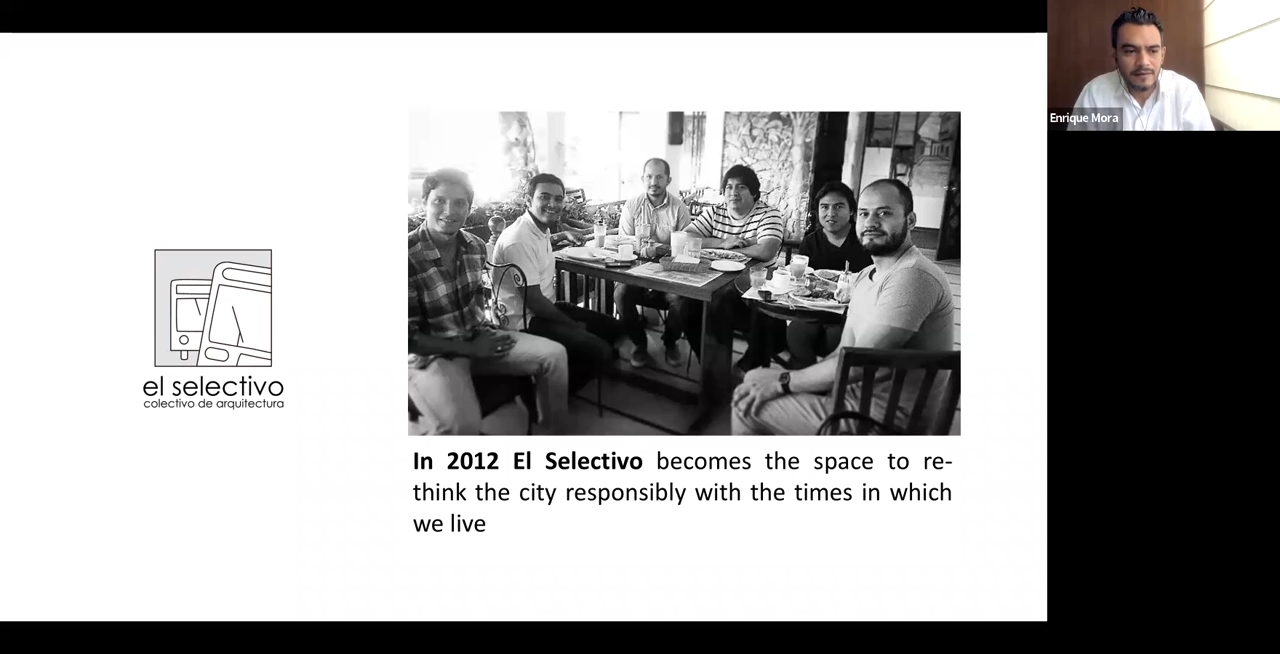 Enrique Mora
el selectivo
colectivo de arquitectura
In 2012 El Selectivo becomes the space to re-
think the city responsibly with the times in which
we live